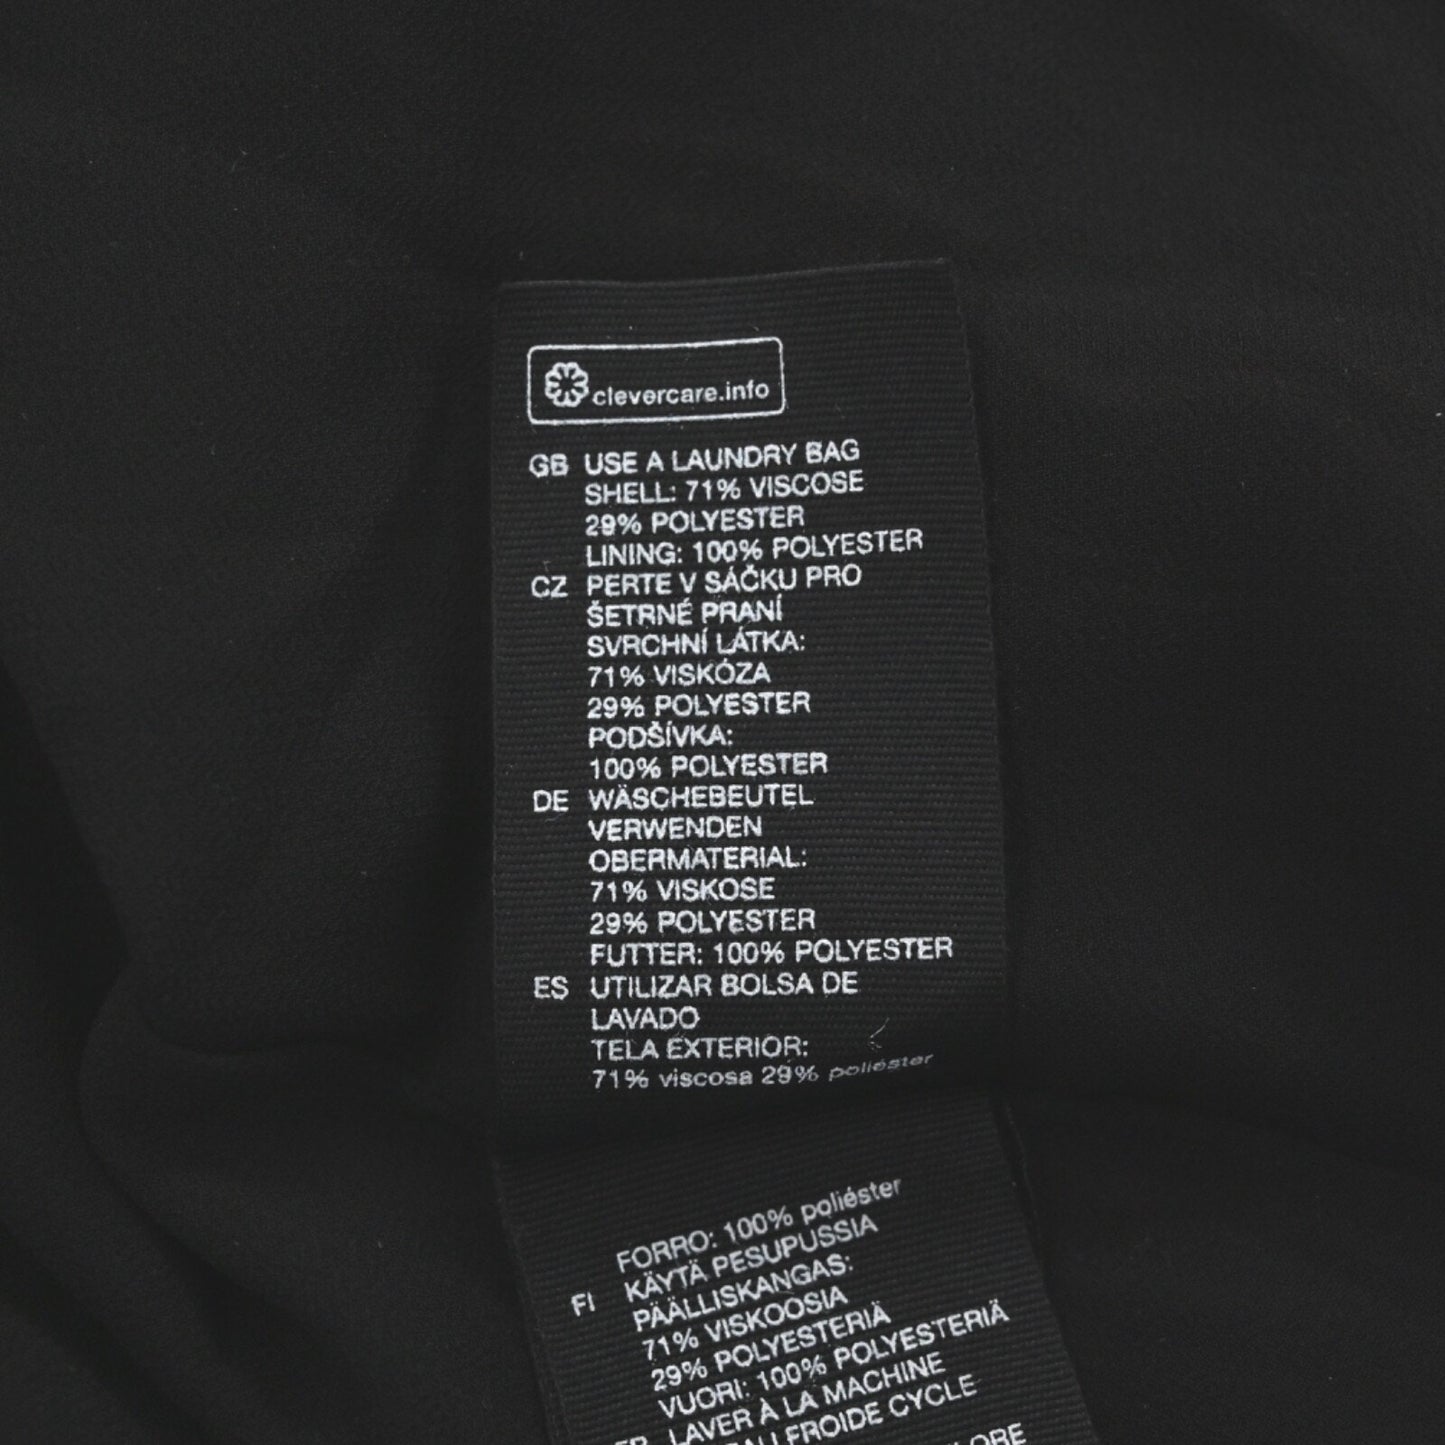 clevercare.info
GB USE A LAUNDRY BAG
SHELL: 71% VISCOSE
29% POLYESTER
LINING: 100% POLYESTER
CZ PERTE V SÁČKU PRO
ŠETRNÉ PRANÍ
SVRCHNÍ LÁTKA:
71% VISKÓZA
29% POLYESTER
PODŠÍVKA:
100% POLYESTER
DE WÄSCHEBEUTEL
VERWENDEN
OBERMATERIAL:
71% VISKOSE
29% POLYESTER
FUTTER: 100% POLYESTER
ES UTILIZAR BOLSA DE
LAVADO
TELA EXTERIOR:
71% viscosa 29% poliéster
FORRO: 100% poliéster
FI KÄYTÄ PESUPUSSIA
PÄÄLLISKANGAS:
71% VISKOOSIA
29% POLYESTERIÄ
VUORI: 100% POLYESTERIÄ
FR LAVER À LA MACHINE
FROIDE CYCLE